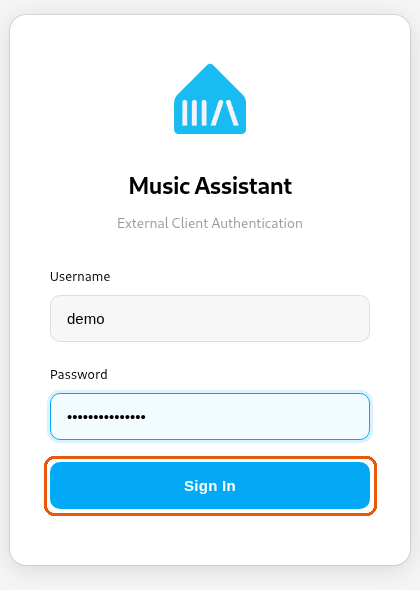 Music Assistant
External Client Authentication
Username
demo
Password
•••••••••••••••
Sign In